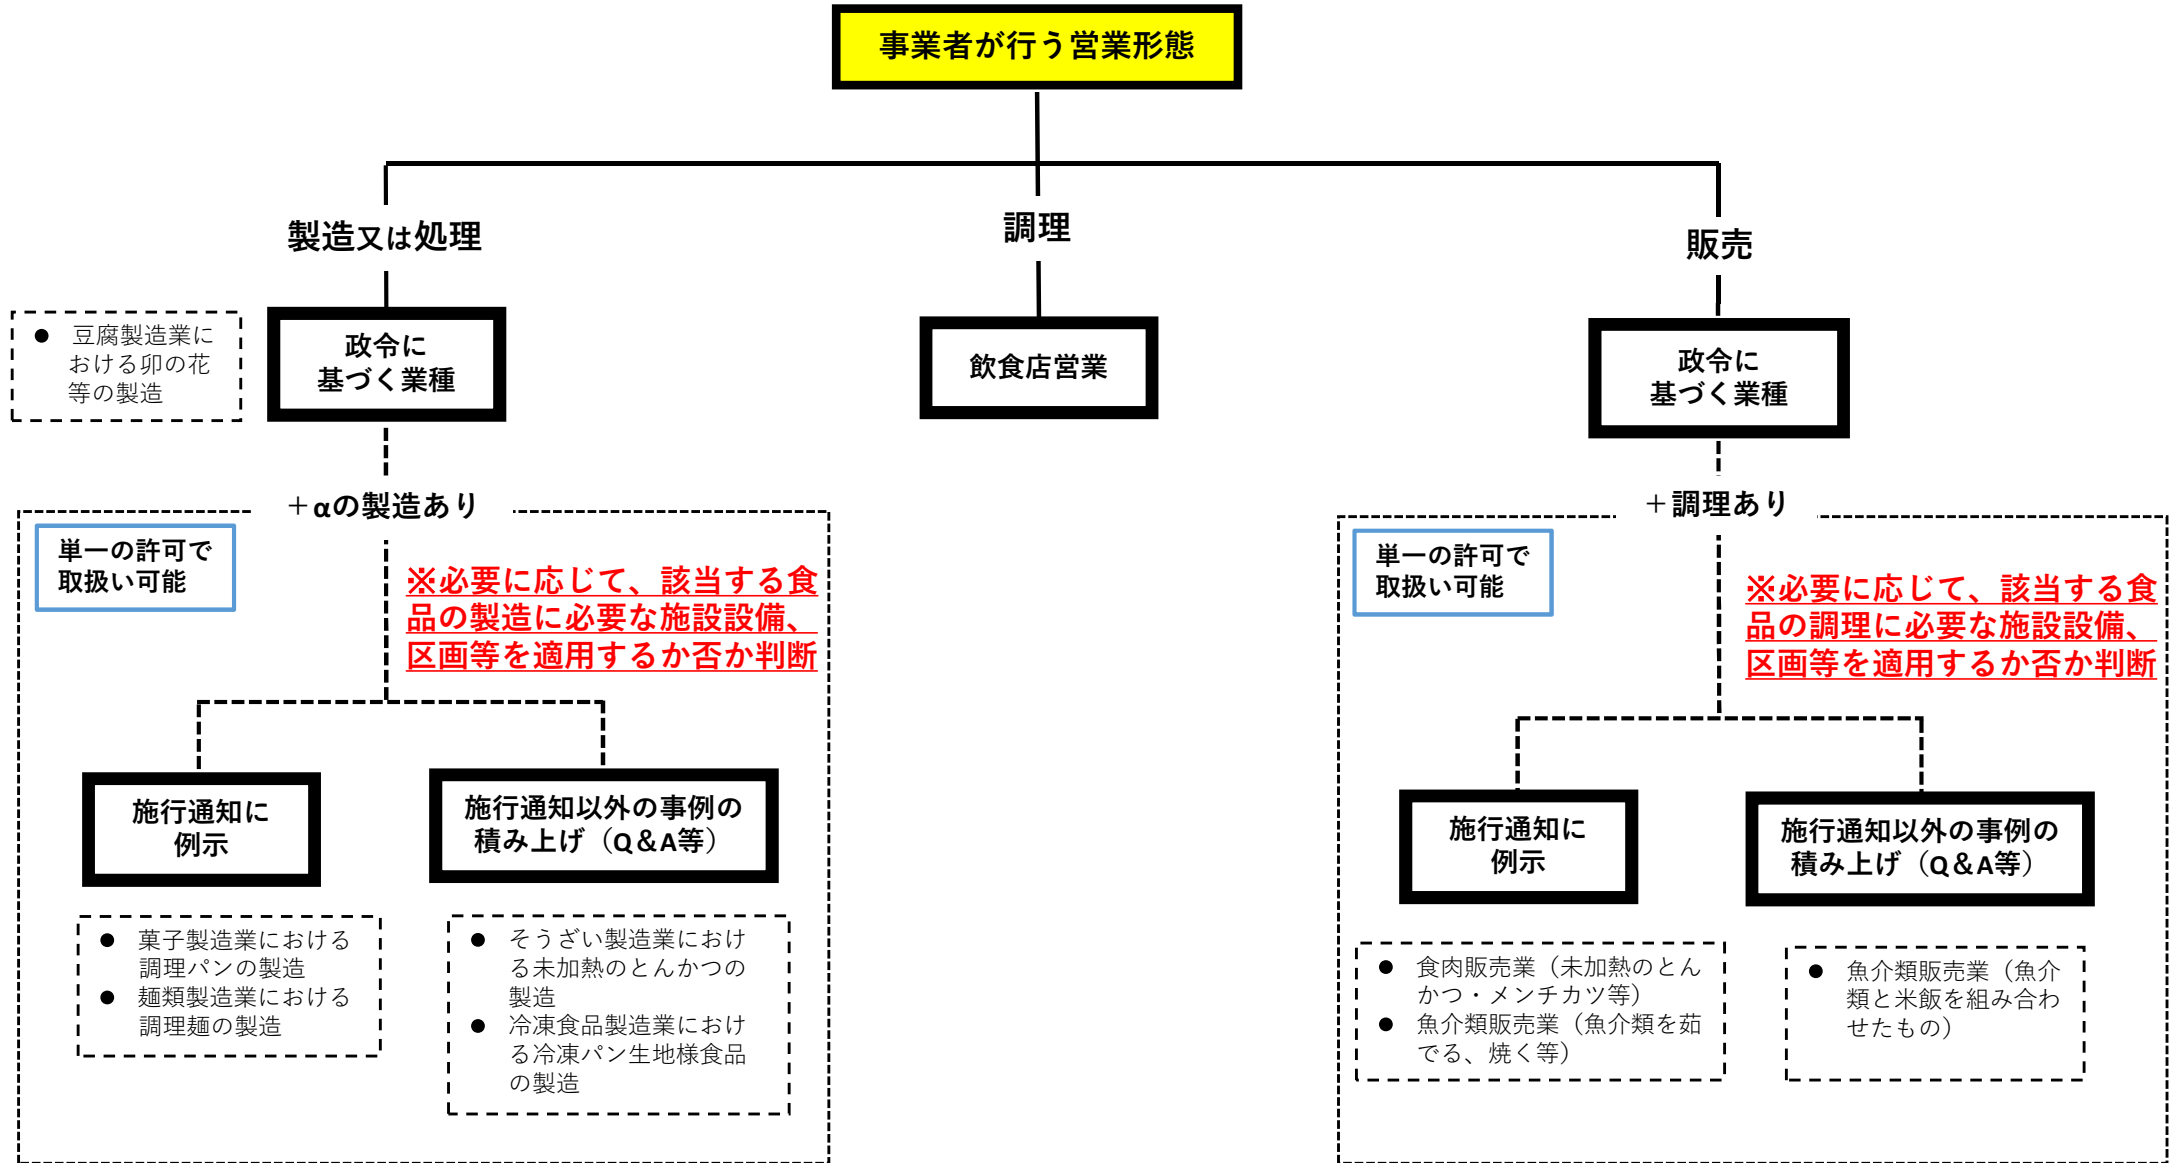 事業者が行う営業形態
製造又は処理
調理
販売
● 豆腐製造業に
おける卯の花
等の製造
政令に
基づく業種
飲食店営業
政令に
基づく業種
＋αの製造あり
単一の許可で
取扱い可能
※必要に応じて、該当する食
品の製造に必要な施設設備、
区画等を適用するか否か判断
施行通知に
例示
施行通知以外の事例の
積み上げ（Q＆A等）
● 菓子製造業における
調理パンの製造
● 麺類製造業における
調理麺の製造
● そうざい製造業におけ
る未加熱のとんかつの
製造
● 冷凍食品製造業におけ
る冷凍パン生地様食品
の製造
＋調理あり
単一の許可で
取扱い可能
※必要に応じて、該当する食
品の調理に必要な施設設備、
区画等を適用するか否か判断
施行通知に
例示
施行通知以外の事例の
積み上げ（Q＆A等）
● 食肉販売業（未加熱のとん
かつ・メンチカツ等）
● 魚介類販売業（魚介類を茹
でる、焼く等）
● 魚介類販売業（魚介
類と米飯を組み合わ
せたもの）